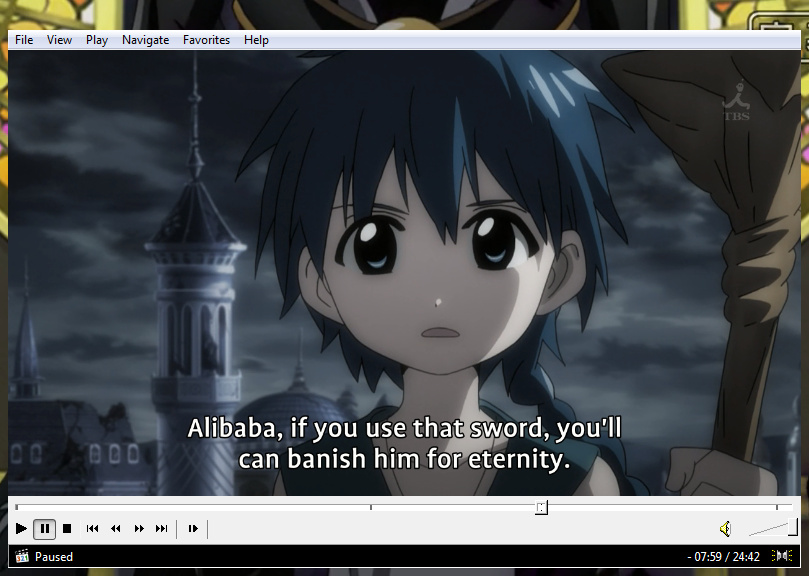 File View Play Navigate Favorites Help
TBS
Alibaba, if you use that sword, you'll
can banish him for eternity.
Paused
- 07:59 / 24:42